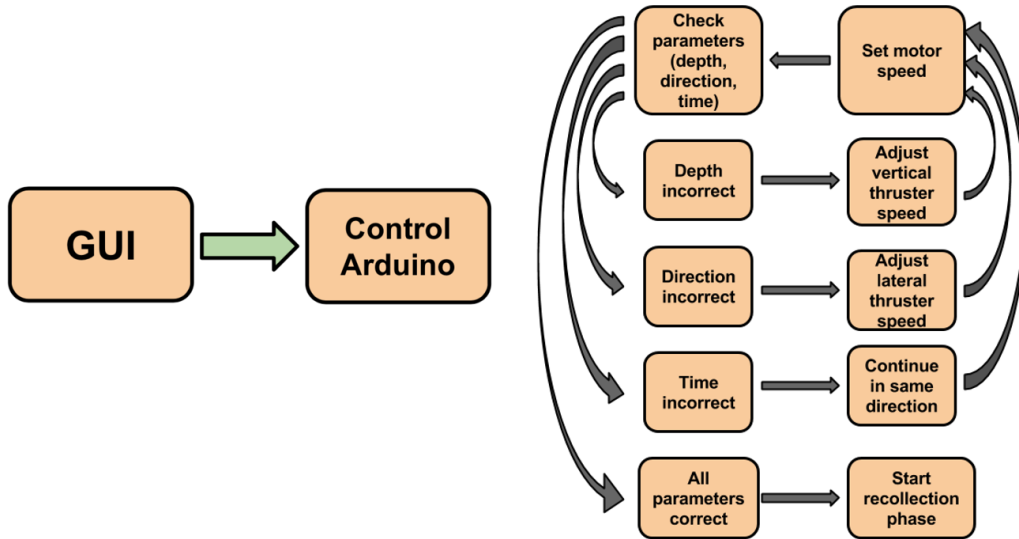 GUI
Control
Arduino
Check
parameters
(depth,
direction,
time)
Set motor
speed
Depth
incorrect
Adjust
vertical
thruster
speed
Direction
incorrect
Adjust
lateral
thruster
speed
Time
incorrect
Continue
in same
direction
All
parameters
correct
Start
recollection
phase